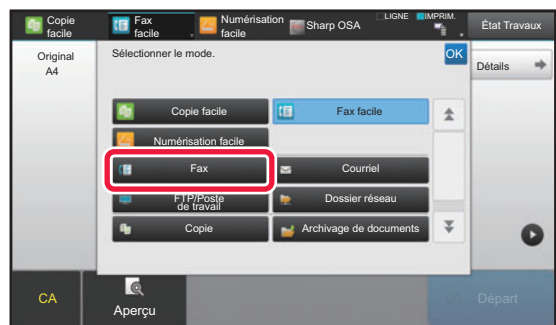 Copie facile
Fax facile
Numérisation facile
Sharp OSA
LIGNE
IMPRIM.
État Travaux
Original
A4
Sélectionner le mode.
OK
Détails
Copie facile
Fax facile
Numérisation facile
Fax
Courriel
FTP/Poste de travail
Dossier réseau
Copie
Archivage de documents
CA
Aperçu
Départ